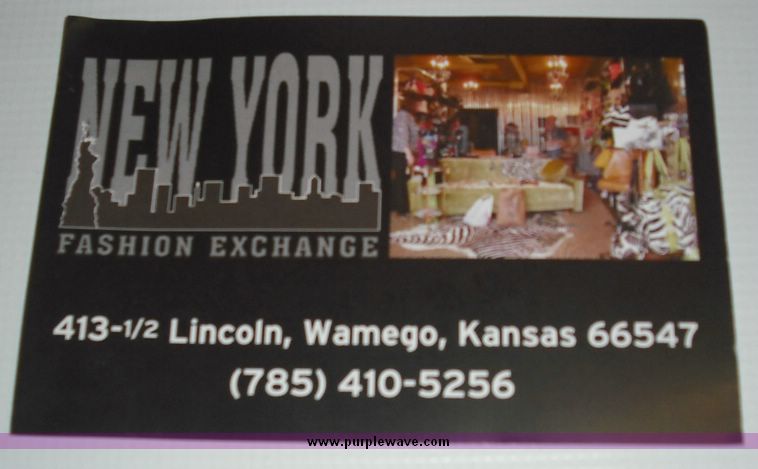 NEW YORK
FASHION EXCHANGE
413-1/2 Lincoln, Wamego, Kansas 66547
(785) 410-5256
www.purplewave.com